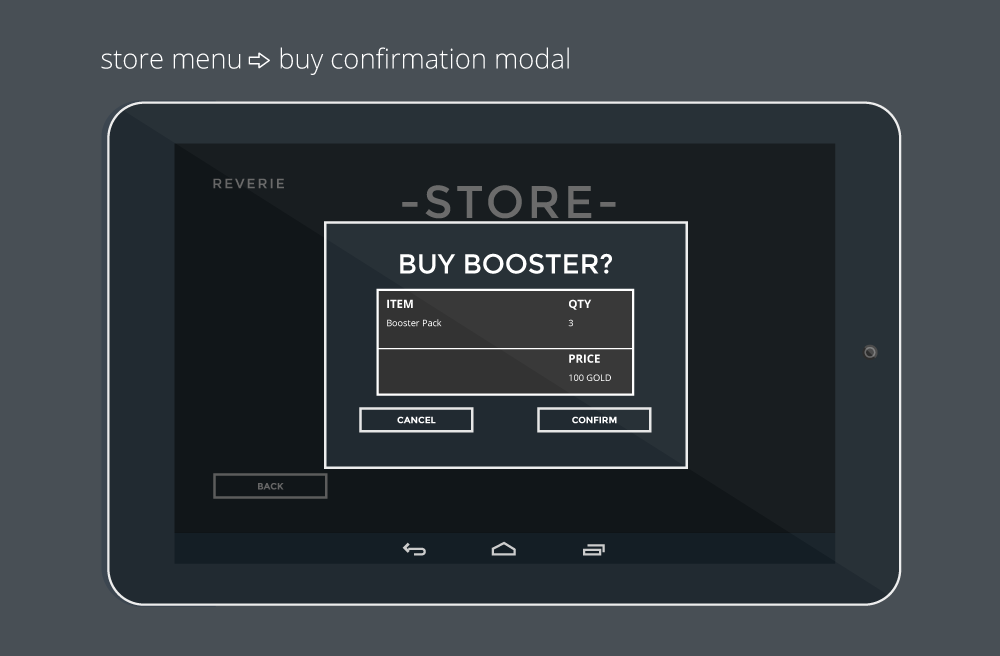 store menu ⇨ buy confirmation modal
REVERIE
-STORE-
BUY BOOSTER?
ITEM QTY
Booster Pack 3
PRICE
100 GOLD
CANCEL CONFIRM
BACK